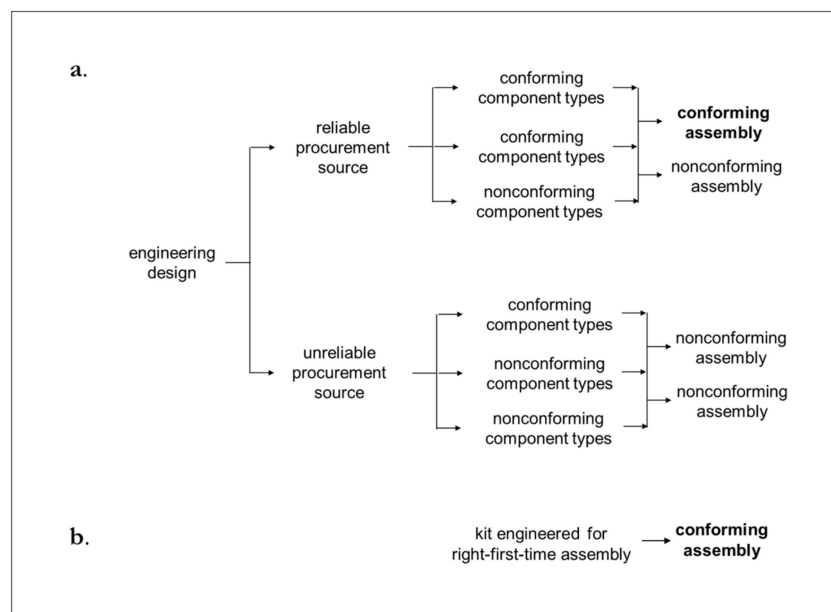 a.
conforming
component types
reliable
procurement
source
conforming
component types
nonconforming
component types
conforming
assembly
nonconforming
assembly
engineering
design
unreliable
procurement
source
conforming
component types
nonconforming
component types
nonconforming
component types
nonconforming
assembly
nonconforming
assembly
b.
kit engineered for
right-first-time assembly
conforming
assembly